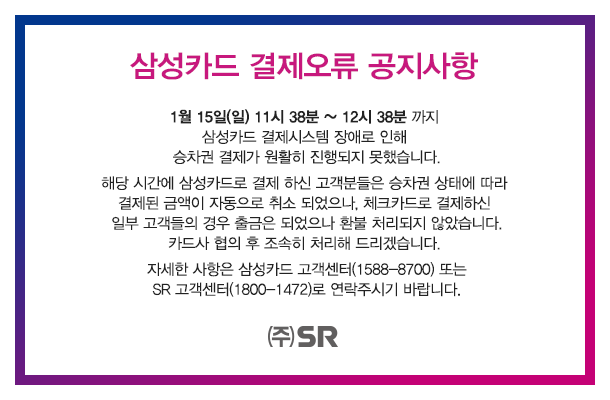 삼성카드 결제오류 공지사항
1월 15일(일) 11시 38분 ~ 12시 38분 까지
삼성카드 결제시스템 장애로 인해
승차권 결제가 원활히 진행되지 못했습니다.
해당 시간에 삼성카드로 결제 하신 고객분들은 승차권 상태에 따라
결제된 금액이 자동으로 취소 되었으나, 체크카드로 결제하신
일부 고객들의 경우 출금은 되었으나 환불 처리되지 않았습니다.
카드사 협의 후 조속히 처리해 드리겠습니다.
자세한 사항은 삼성카드 고객센터(1588-8700) 또는
SR 고객센터(1800-1472)로 연락주시기 바랍니다.
(주)SR